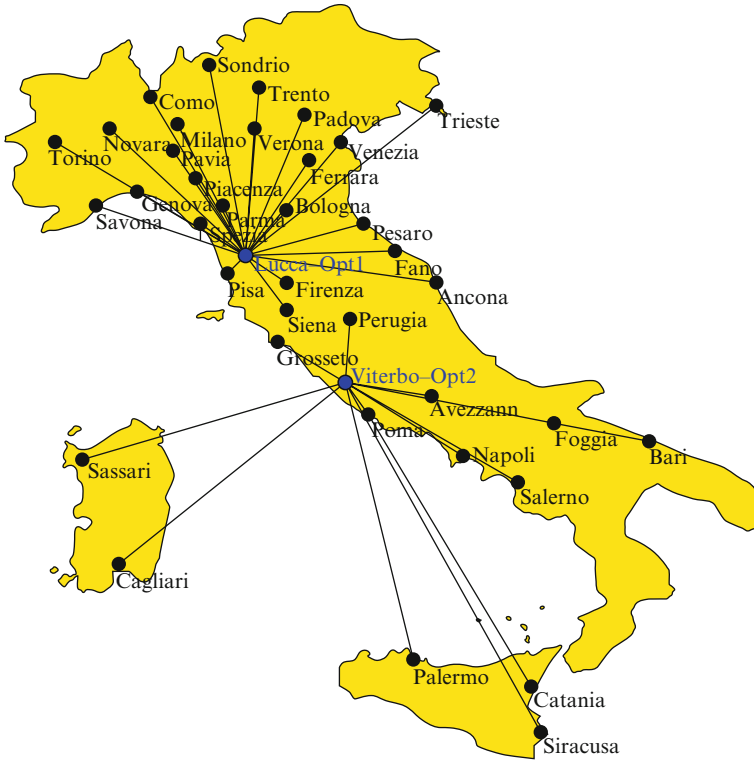 Sondrio
Trento
Como
Padova
Trieste
Novara
Milano
Verona
Venezia
Torino
Pavia
Ferrara
Piacenza
Genova
Parma
Bologna
Savona
Spezia
Pesaro
Lucca–Opt1
Fano
Pisa
Firenza
Ancona
Siena
Perugia
Grosseto
Viterbo–Opt2
Avezzann
Poma
Foggia
Napoli
Bari
Sassari
Salerno
Cagliari
Palermo
Catania
Siracusa